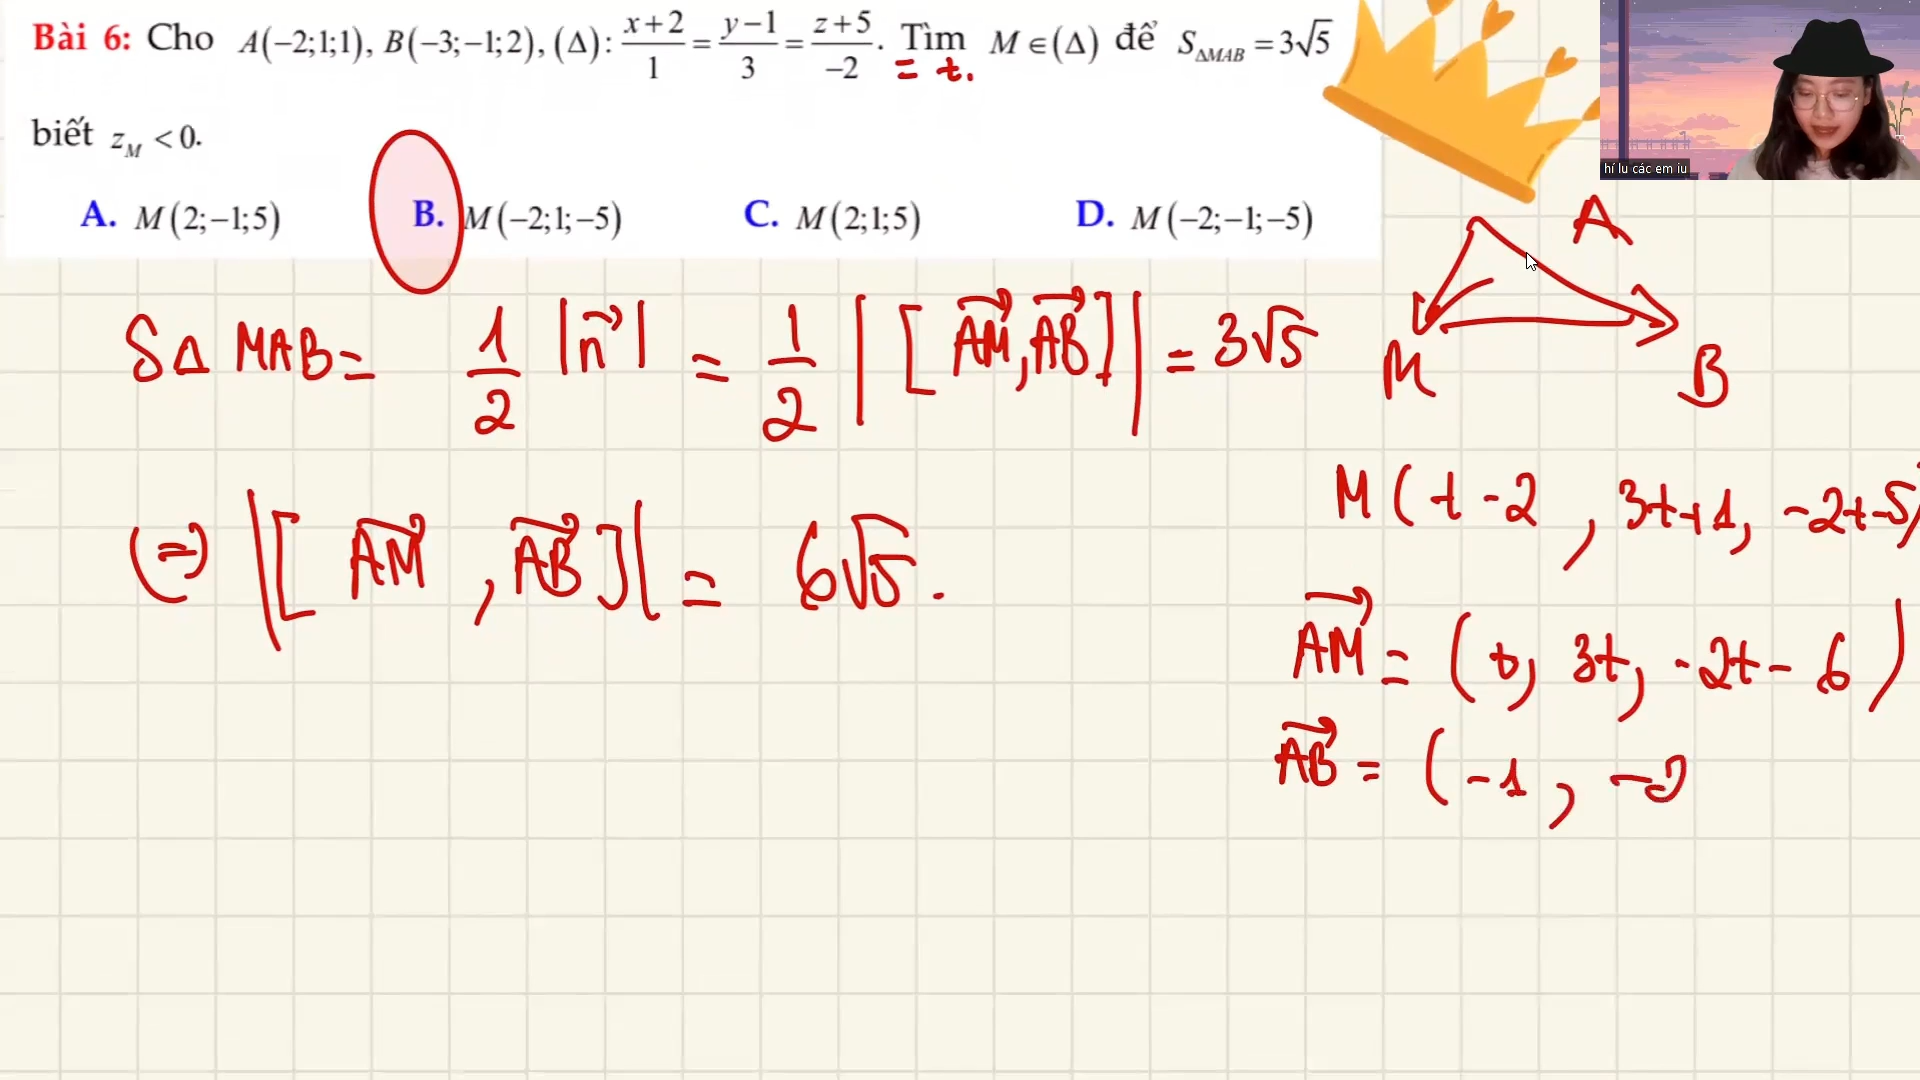 Bài 6: Cho A(−2;1;1), B(−3;−1;2), (Δ): (x+2)/1 = (y−1)/3 = (z+5)/−2. Tìm M∈(Δ) để S_ΔMAB = 3√5
= t.
biết z_M < 0.
A. M(2;−1;5) B. M(−2;1;−5) C. M(2;1;5) D. M(−2;−1;−5)
hí lu các em iu
A
M B
SΔ MAB = 1/2 |n→| = 1/2 |[AM→, AB→]| = 3√5
M(t-2, 3t+1, -2t-5)
(=) |[AM→, AB→]| = 6√5.
AM→ = (t, 3t, -2t-6)
AB→ = (-1,